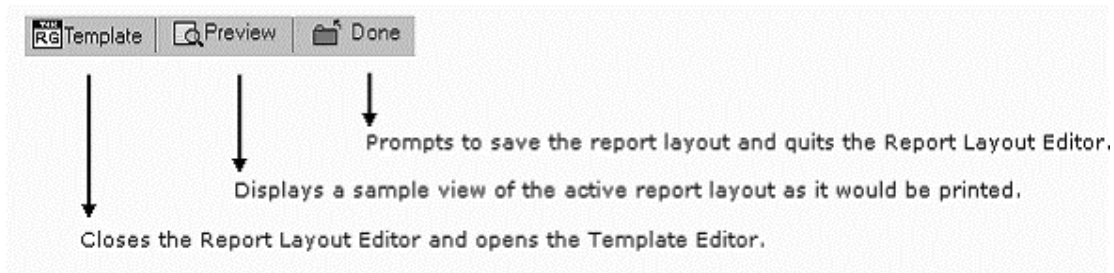 RG Template Preview Done
Prompts to save the report layout and quits the Report Layout Editor.
Displays a sample view of the active report layout as it would be printed.
Closes the Report Layout Editor and opens the Template Editor.